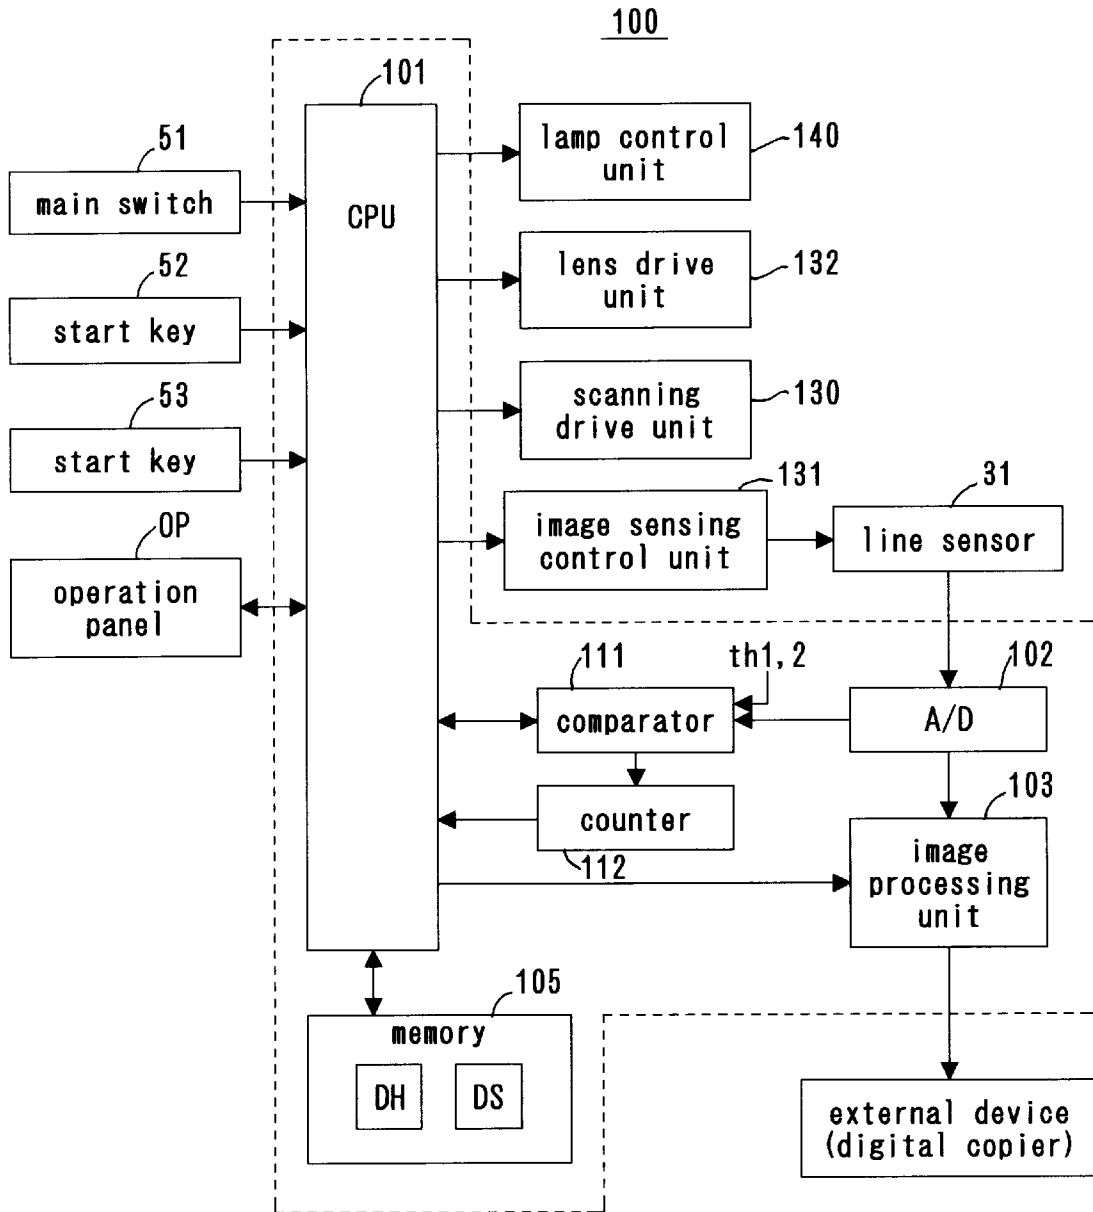 100
101
CPU
51
main switch
52
start key
53
start key
OP
operation
panel
lamp control
unit
140
lens drive
unit
132
scanning
drive unit
130
131
image sensing
control unit
31
line sensor
111
th1,2
comparator
102
A/D
counter
112
103
image
processing
unit
105
memory
DH
DS
external device
(digital copier)